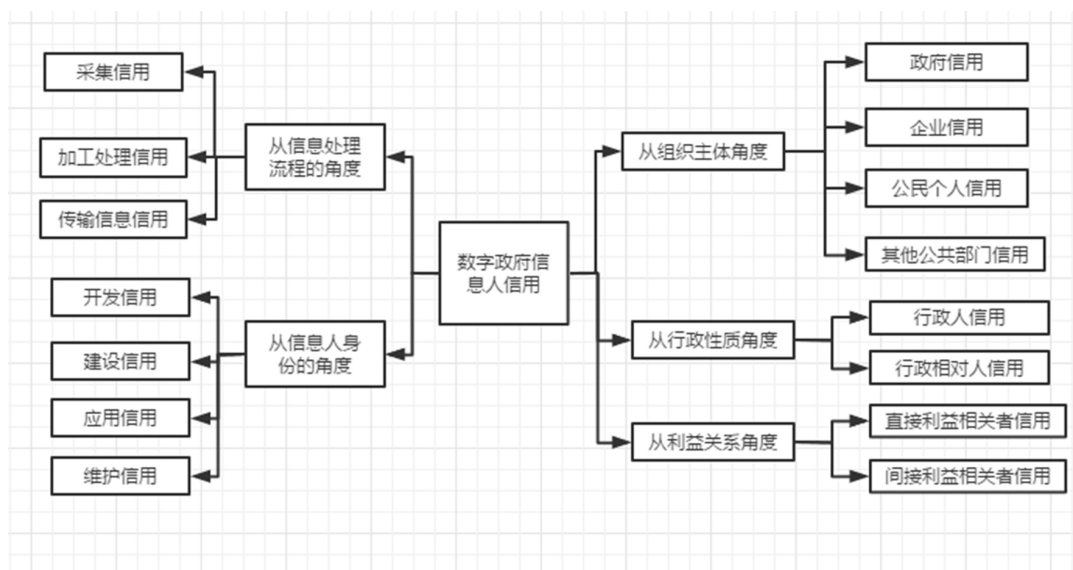 采集信用
加工处理信用
传输信息信用
从信息处理
流程的角度
开发信用
建设信用
应用信用
维护信用
从信息人身
份的角度
数字政府信
息人信用
从组织主体角度
政府信用
企业信用
公民个人信用
其他公共部门信用
从行政性质角度
行政人信用
行政相对人信用
从利益关系角度
直接利益相关者信用
间接利益相关者信用